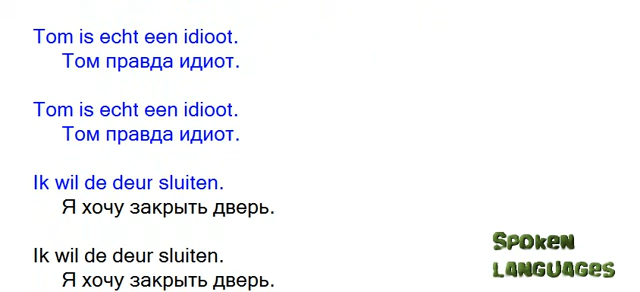 Tom is echt een idioot.
Том правда идиот.
Tom is echt een idioot.
Том правда идиот.
Ik wil de deur sluiten.
Я хочу закрыть дверь.
Ik wil de deur sluiten.
Я хочу закрыть дверь.
SPOKEN
LANGUAGES